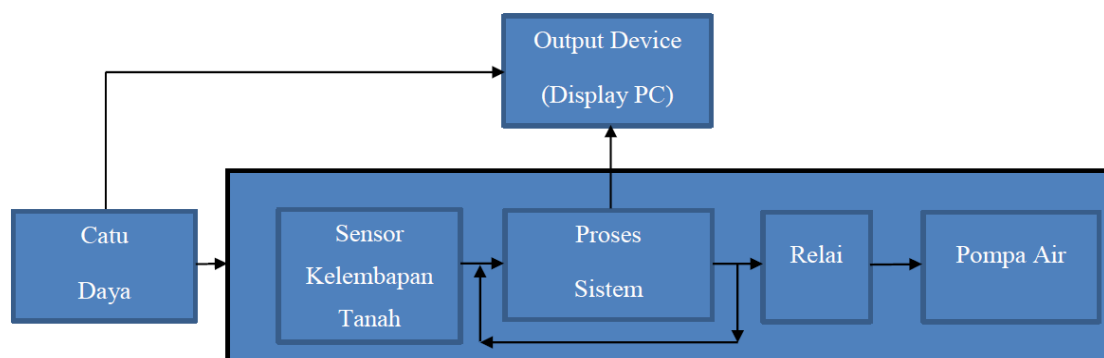 Output Device
(Display PC)
Catu
Daya
Sensor
Kelembapan
Tanah
Proses
Sistem
Relai
Pompa Air